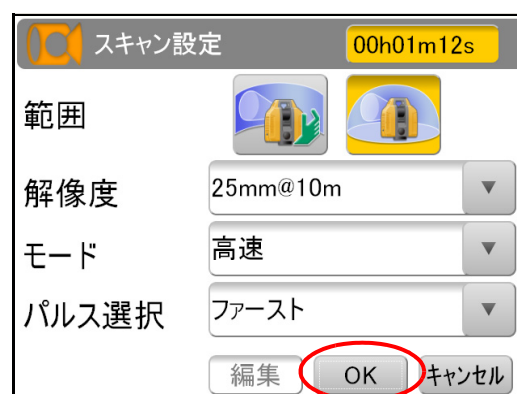 スキャン設定 00h01m12s
範囲
解像度 25mm@10m
モード 高速
パルス選択 ファースト
編集 OK キャンセル